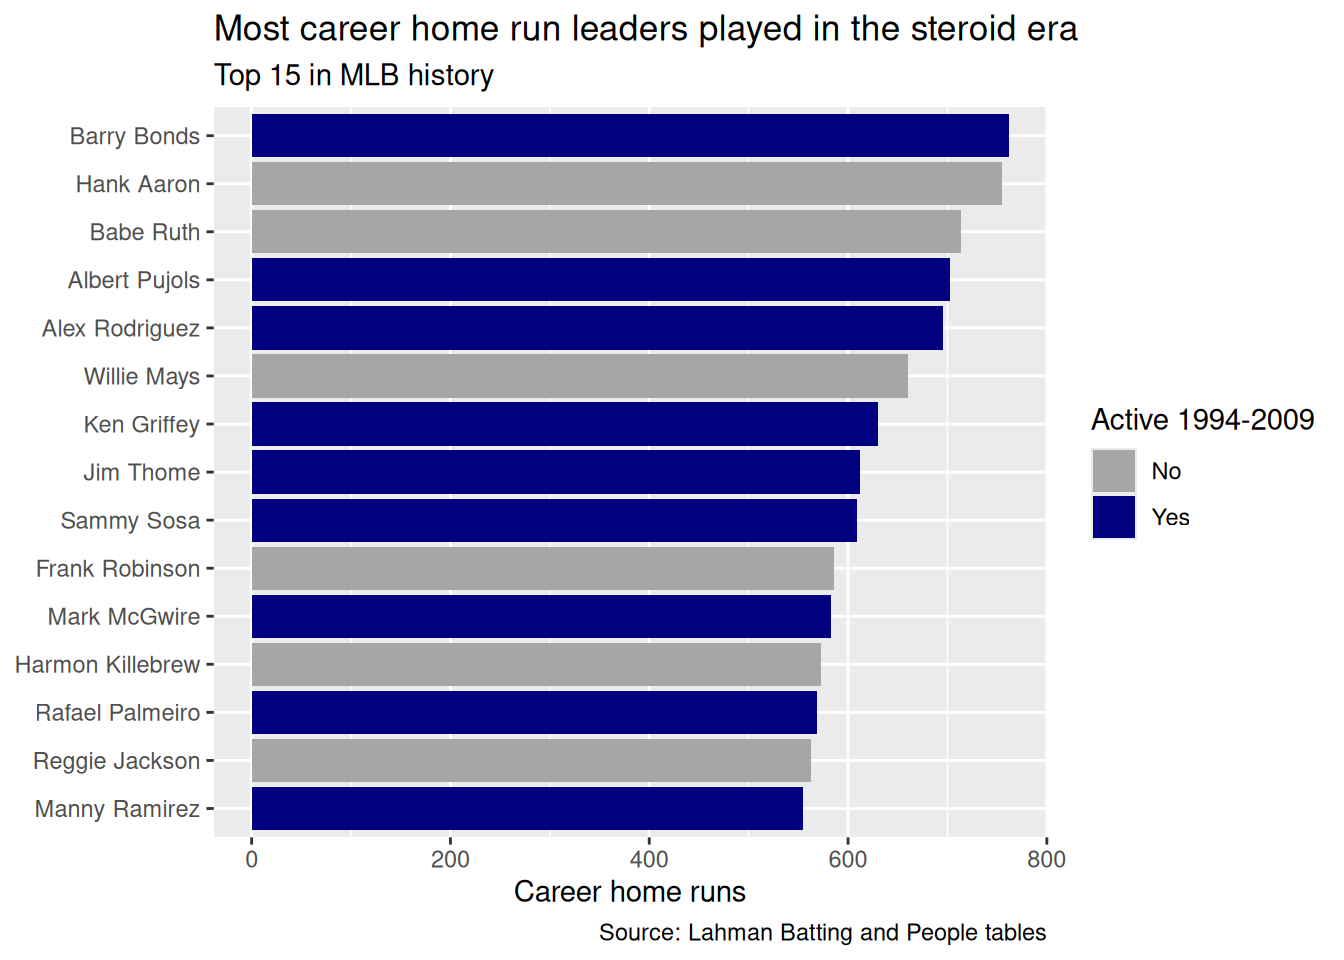 Most career home run leaders played in the steroid era
Top 15 in MLB history
Barry Bonds
Hank Aaron
Babe Ruth
Albert Pujols
Alex Rodriguez
Willie Mays
Ken Griffey
Jim Thome
Sammy Sosa
Frank Robinson
Mark McGwire
Harmon Killebrew
Rafael Palmeiro
Reggie Jackson
Manny Ramirez
0 200 400 600 800
Career home runs
Active 1994-2009
No
Yes
Source: Lahman Batting and People tables